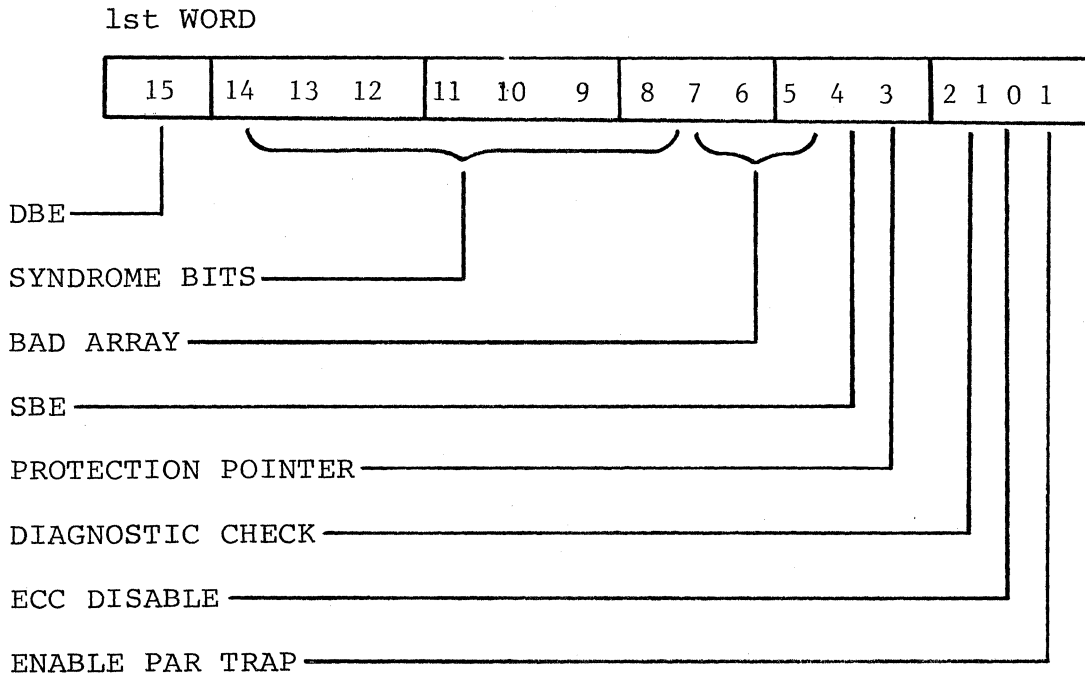 1st WORD
15 14 13 12 11 10 9 8 7 6 5 4 3 2 1 0 1
DBE
SYNDROME BITS
BAD ARRAY
SBE
PROTECTION POINTER
DIAGNOSTIC CHECK
ECC DISABLE
ENABLE PAR TRAP